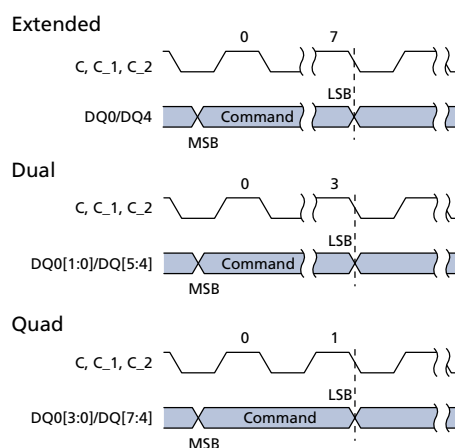 Extended
0 7
C, C_1, C_2
LSB
DQ0/DQ4 Command
MSB
Dual
0 3
C, C_1, C_2
LSB
DQ0[1:0]/DQ[5:4] Command
MSB
Quad
0 1
C, C_1, C_2
LSB
DQ0[3:0]/DQ[7:4] Command
MSB